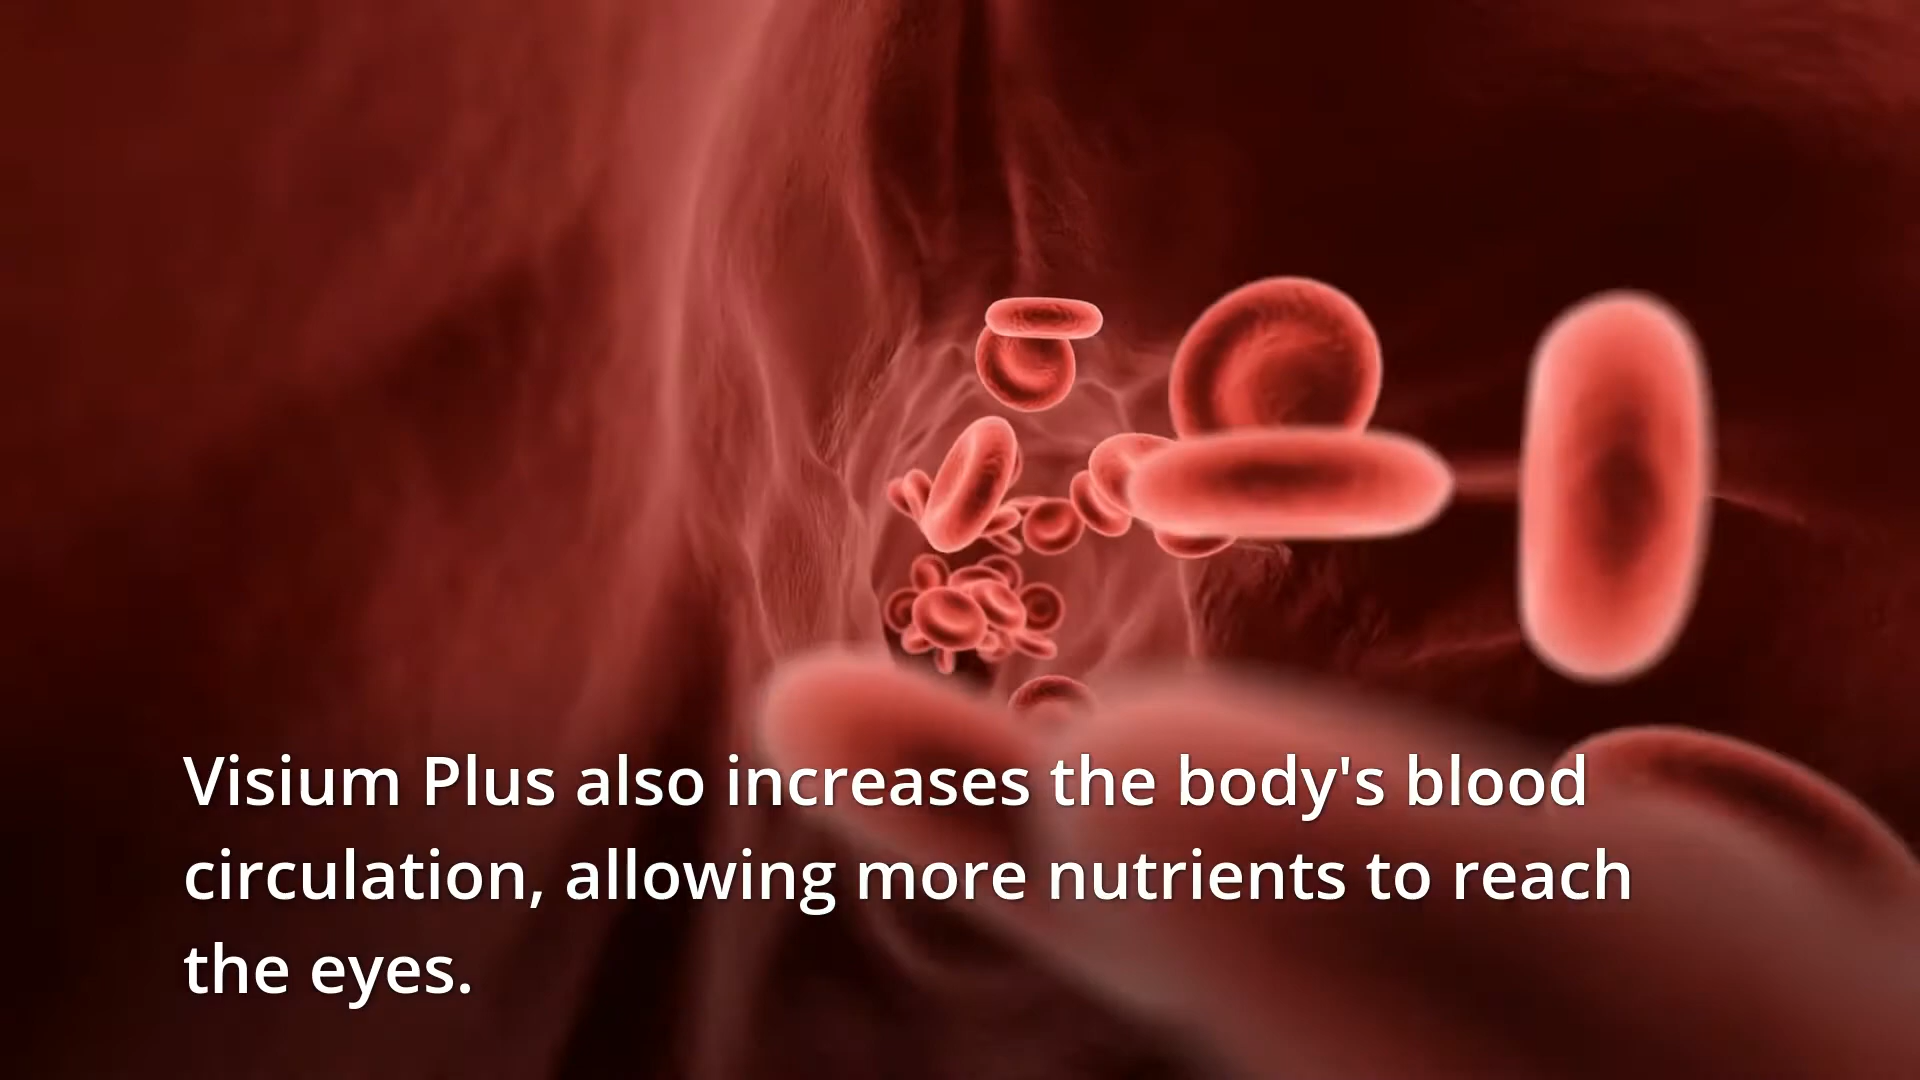 Visium Plus also increases the body's blood
circulation, allowing more nutrients to reach
the eyes.